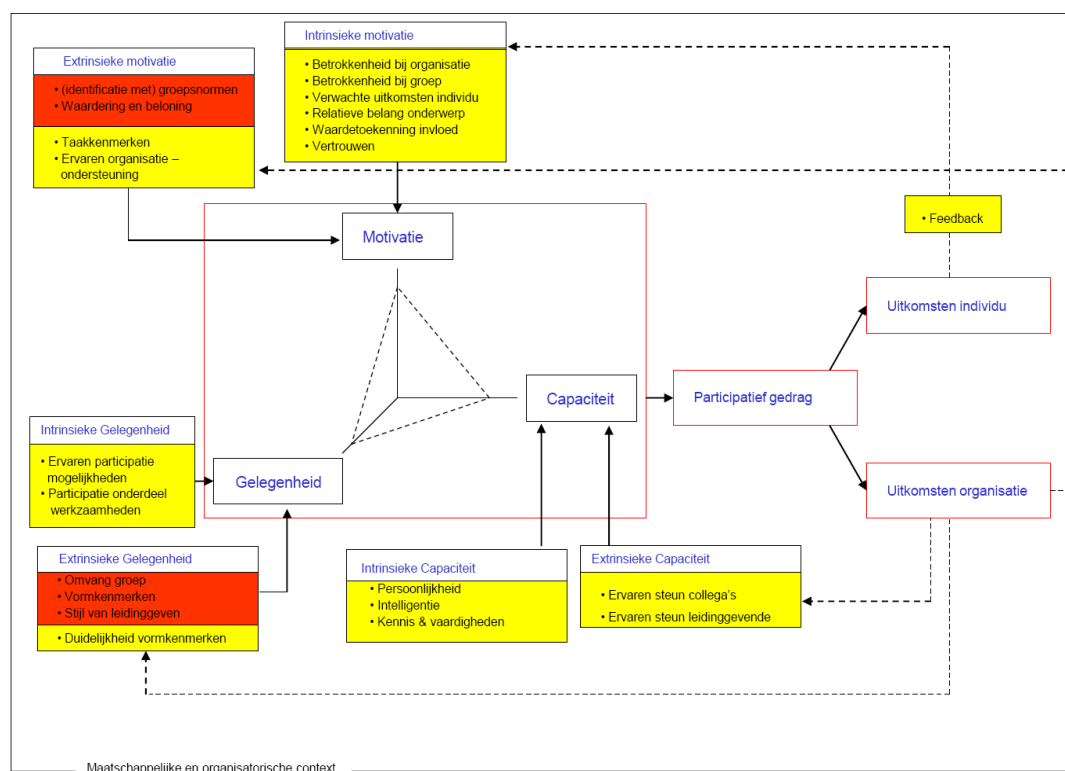 Extrinsieke motivatie
• (identificatie met) groepsnormen
• Waardering en beloning
• Taakkenmerken
• Ervaren organisatie –
ondersteuning
Intrinsieke motivatie
• Betrokkenheid bij organisatie
• Betrokkenheid bij groep
• Verwachte uitkomsten individu
• Relatieve belang onderwerp
• Waardetoekenning invloed
• Vertrouwen
Motivatie
• Feedback
Uitkomsten individu
Capaciteit
Participatief gedrag
Intrinsieke Gelegenheid
• Ervaren participatie
mogelijkheden
• Participatie onderdeel
werkzaamheden
Gelegenheid
Uitkomsten organisatie
Extrinsieke Gelegenheid
• Omvang groep
• Vormkenmerken
• Stijl van leidinggeven
• Duidelijkheid vormkenmerken
Intrinsieke Capaciteit
• Persoonlijkheid
• Intelligentie
• Kennis & vaardigheden
Extrinsieke Capaciteit
• Ervaren steun collega's
• Ervaren steun leidinggevende
Maatschappelijke en organisatorische context